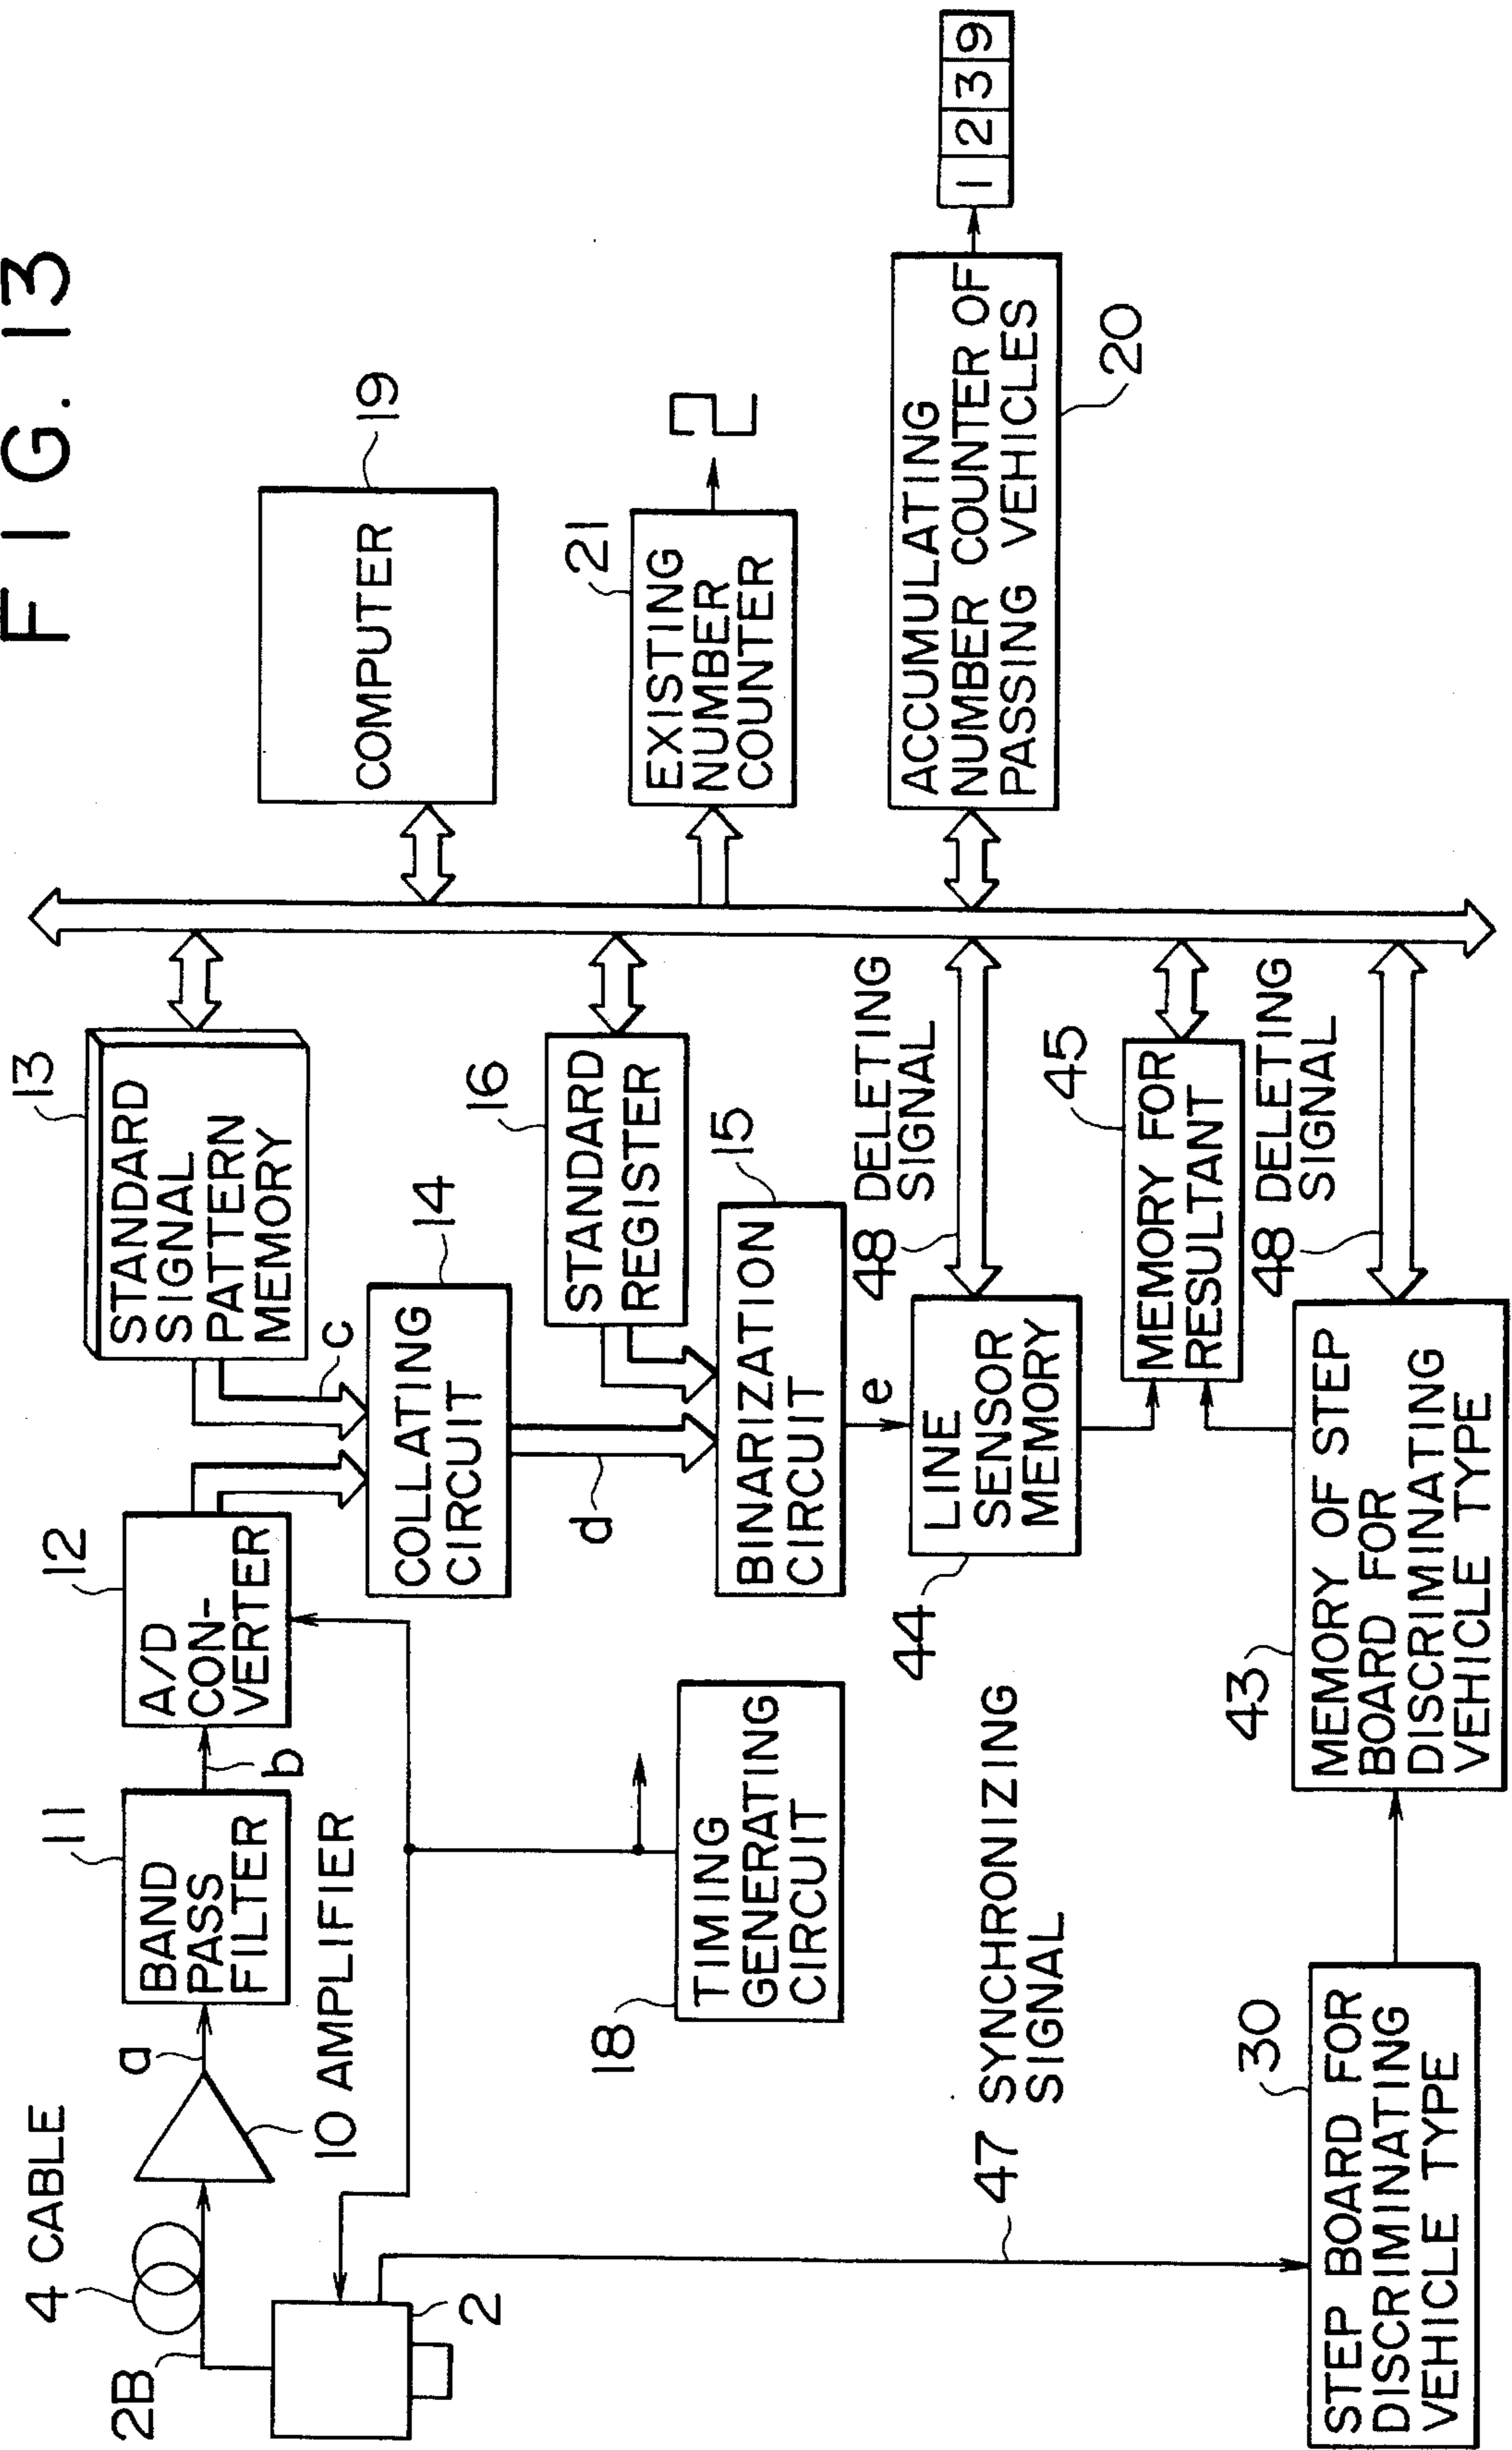 FIG. 13
4 CABLE
2B
2
a
10 AMPLIFIER
11
BAND
PASS
FILTER
b
12
A/D
CON-
VERTER
13
STANDARD
SIGNAL
PATTERN
MEMORY
c
14
COLLATING
CIRCUIT
d
16
STANDARD
REGISTER
15
BINARIZATION
CIRCUIT
e
18
TIMING
GENERATING
CIRCUIT
19
COMPUTER
21
EXISTING
NUMBER
COUNTER
2
ACCUMULATING
NUMBER COUNTER OF
PASSING VEHICLES
20
1 2 3 9
44
LINE
SENSOR
MEMORY
48 DELETING
SIGNAL
45
MEMORY FOR
RESULTANT
48 DELETING
SIGNAL
43
MEMORY OF STEP
BOARD FOR
DISCRIMINATING
VEHICLE TYPE
47 SYNCHRONIZING
SIGNAL
30
STEP BOARD FOR
DISCRIMINATING
VEHICLE TYPE